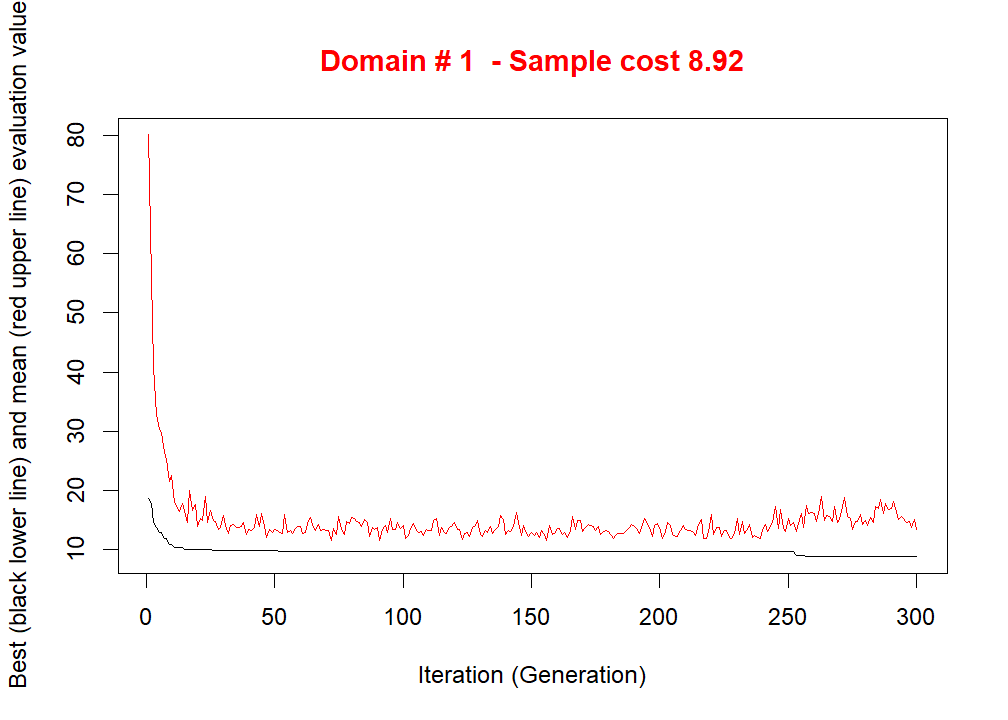 Domain # 1  - Sample cost 8.92
Best (black lower line) and mean (red upper line) evaluation value
80
70
60
50
40
30
20
10
0 50 100 150 200 250 300
Iteration (Generation)